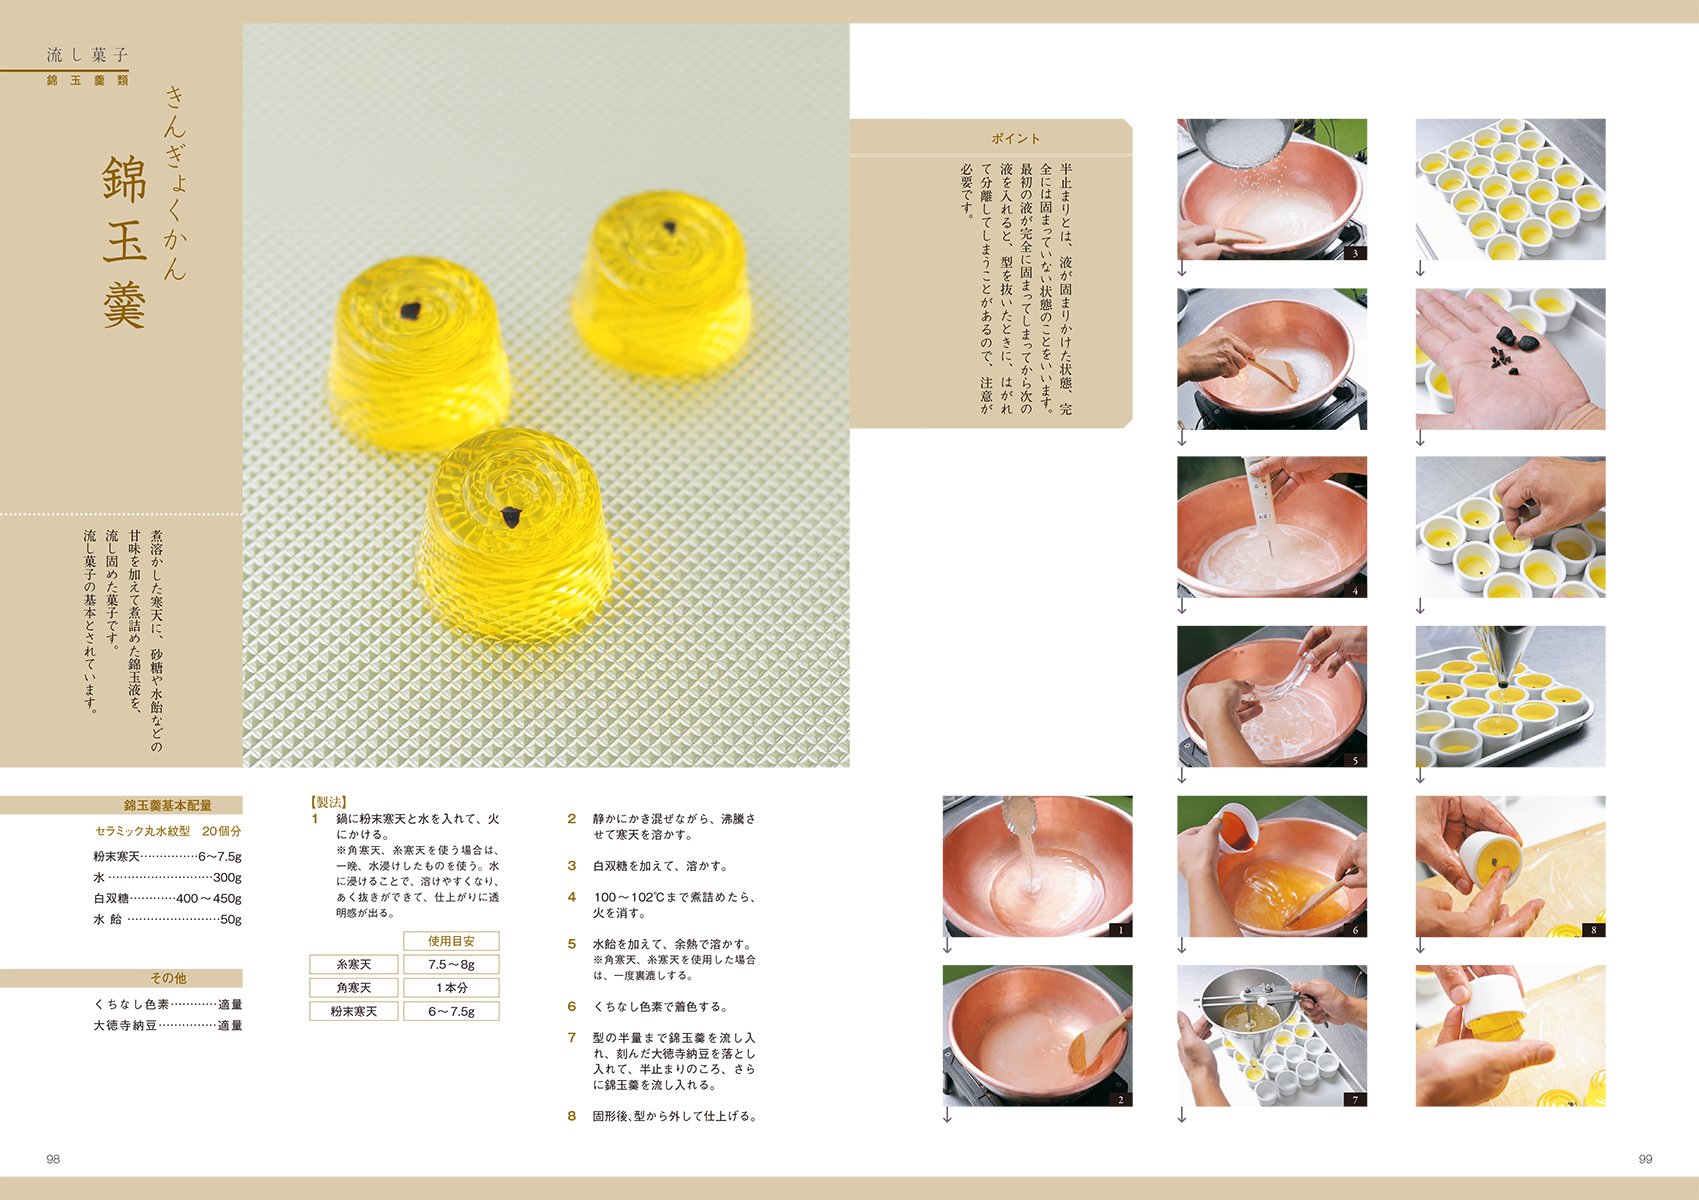 流し菓子
錦玉羹類
きんぎょくかん
錦玉羹
煮溶かした寒天に、砂糖や水飴などの
甘味を加えて煮詰めた錦玉液を、
流し固めた菓子です。
流し菓子の基本とされています。
錦玉羹基本配量
セラミック丸水紋型 20個分
粉末寒天……………6〜7.5g
水………………………300g
白双糖…………400〜450g
水飴……………………50g
その他
くちなし色素…………適量
大徳寺納豆……………適量
【製法】
1 鍋に粉末寒天と水を入れて、火
にかける。
※角寒天、糸寒天を使う場合は、
一晩、水浸けしたものを使う。水
に浸けることで、溶けやすくなり、
あく抜きができて、仕上がりに透
明感が出る。
使用目安
糸寒天 7.5〜8g
角寒天 1本分
粉末寒天 6〜7.5g
2 静かにかき混ぜながら、沸騰さ
せて寒天を溶かす。
3 白双糖を加えて、溶かす。
4 100〜102℃まで煮詰めたら、
火を消す。
5 水飴を加えて、余熱で溶かす。
※角寒天、糸寒天を使用した場合
は、一度裏漉しする。
6 くちなし色素で着色する。
7 型の半量まで錦玉羹を流し入
れ、刻んだ大徳寺納豆を落とし
入れて、半止まりのころ、さら
に錦玉羹を流し入れる。
8 固形後、型から外して仕上げる。
98
ポイント
半止まりとは、液が固まりかけた状態、完
全には固まっていない状態のことをいいます。
最初の液が完全に固まってしまってから次の
液を入れると、型を抜いたときに、はがれ
て分離してしまうことがあるので、注意が
必要です。
1
2
3
4
5
6
7
8
99